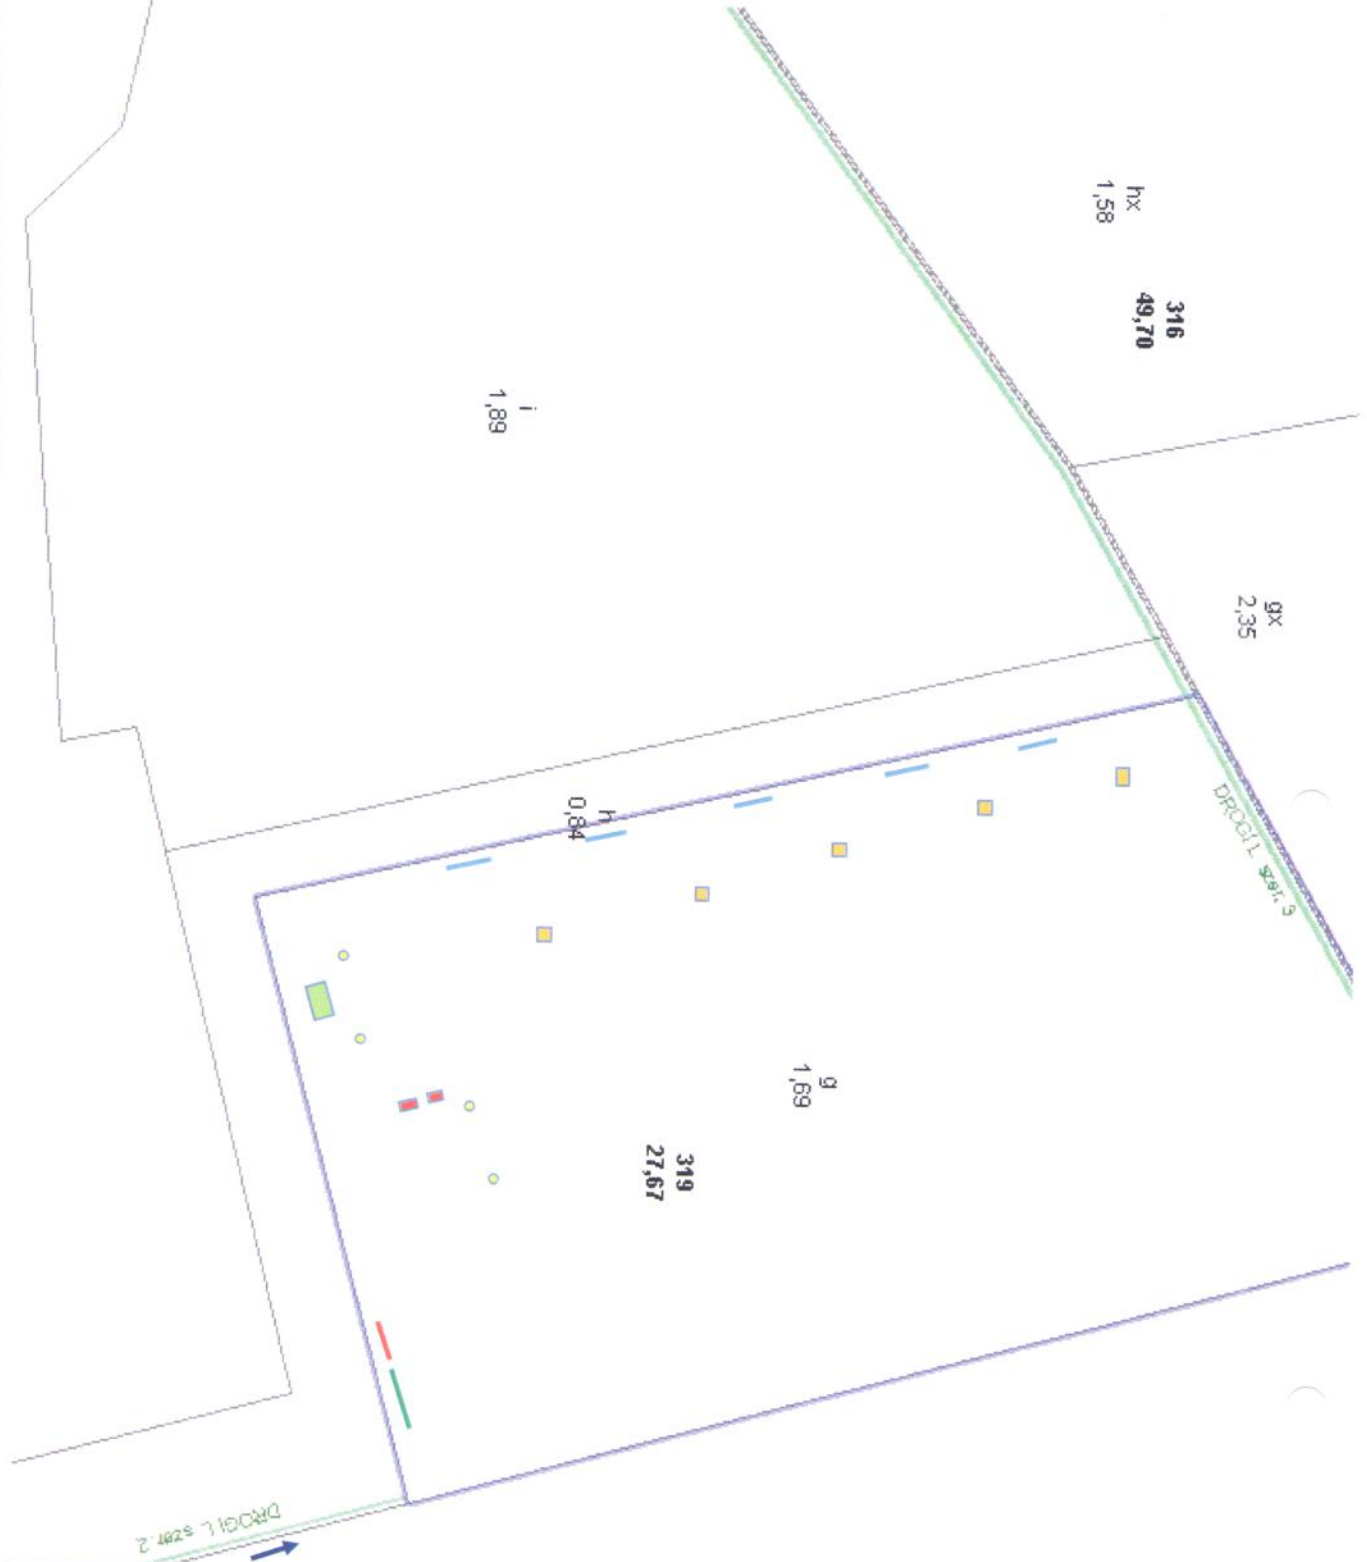 hx
1,58
316
49,70
i
1,89
gx
2,35
DROGI L szer. 3
h
0,84
g
1,69
319
27,67
DROGI L szer. 2